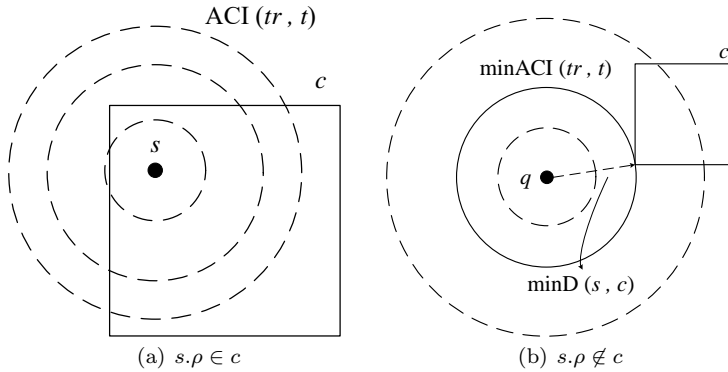 ACI (tr , t)
c
s
(a) s.ρ ∈ c
c
minACI (tr , t)
q
minD (s , c)
(b) s.ρ ∉ c